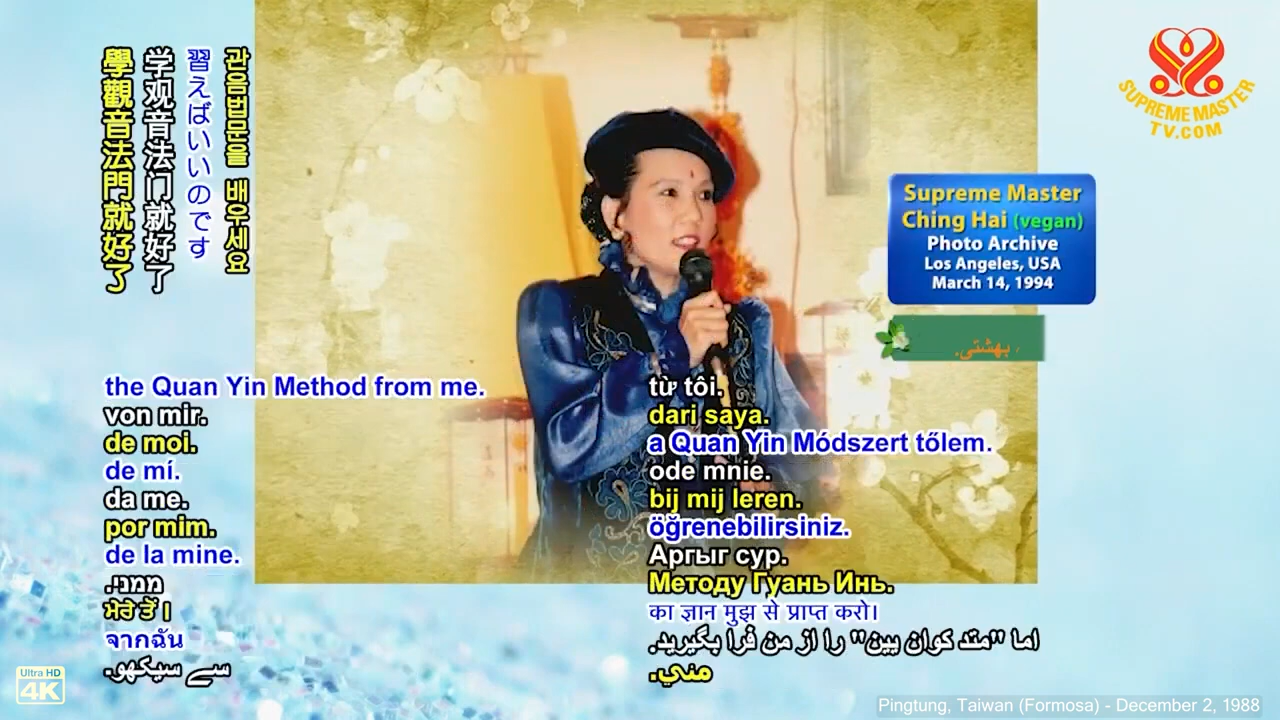 學觀音法門就好了
学观音法门就好了
習えばいいのです
관음법문을 배우세요
SUPREME MASTER
TV.COM
Supreme Master
Ching Hai (vegan)
Photo Archive
Los Angeles, USA
March 14, 1994
بهشتی.
the Quan Yin Method from me.
von mir.
de moi.
de mí.
da me.
por mim.
de la mine.
ממני.
ਮੇਰੇ ਤੋਂ।
จากฉัน
سے سیکھو.
từ tôi.
dari saya.
a Quan Yin Módszert tőlem.
ode mnie.
bij mij leren.
öğrenebilirsiniz.
Аргыг сур.
Методу Гуань Инь.
का ज्ञान मुझ से प्राप्त करो।
اما "متد کوان یین" را از من فرا بگیرید.
مني.
Ultra HD
4K
Pingtung, Taiwan (Formosa) - December 2, 1988